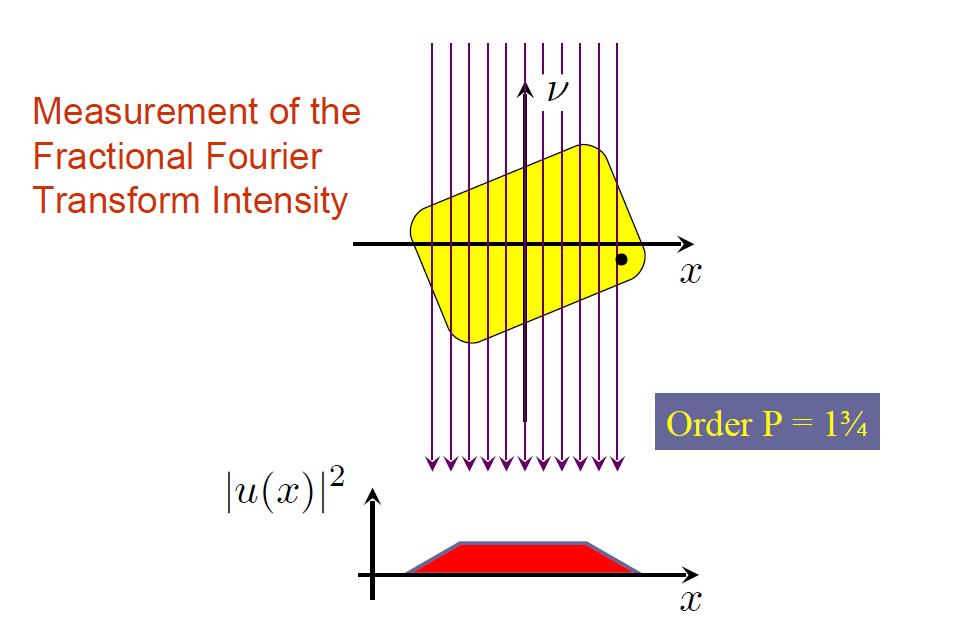 Measurement of the
Fractional Fourier
Transform Intensity
ν
x
Order P = 1¾
|u(x)|²
x